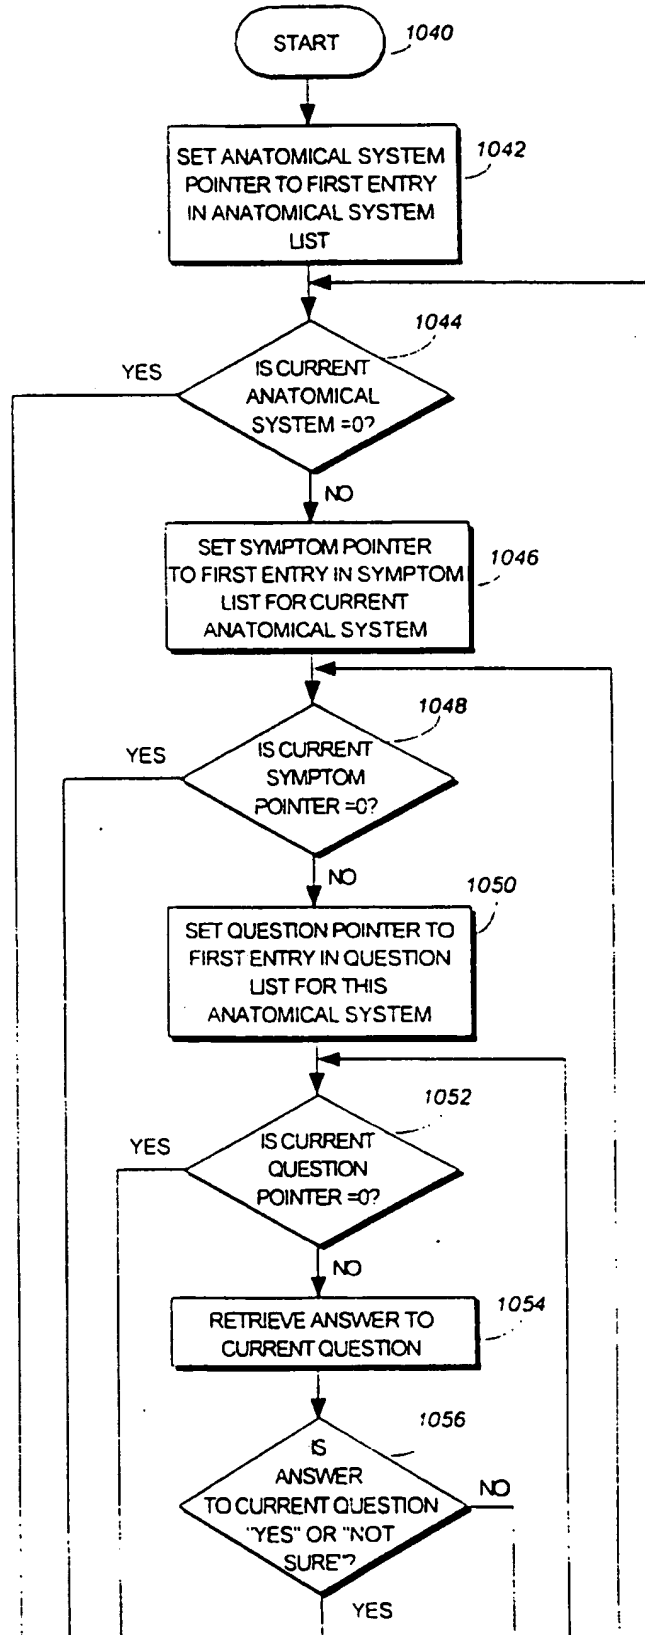 START
1040
SET ANATOMICAL SYSTEM
POINTER TO FIRST ENTRY
IN ANATOMICAL SYSTEM
LIST
1042
1044
YES
IS CURRENT
ANATOMICAL
SYSTEM =0?
NO
SET SYMPTOM POINTER
TO FIRST ENTRY IN SYMPTOM
LIST FOR CURRENT
ANATOMICAL SYSTEM
1046
1048
YES
IS CURRENT
SYMPTOM
POINTER =0?
NO
1050
SET QUESTION POINTER TO
FIRST ENTRY IN QUESTION
LIST FOR THIS
ANATOMICAL SYSTEM
1052
YES
IS CURRENT
QUESTION
POINTER =0?
NO
1054
RETRIEVE ANSWER TO
CURRENT QUESTION
1056
IS
ANSWER
TO CURRENT QUESTION
"YES" OR "NOT
SURE"?
NO
YES